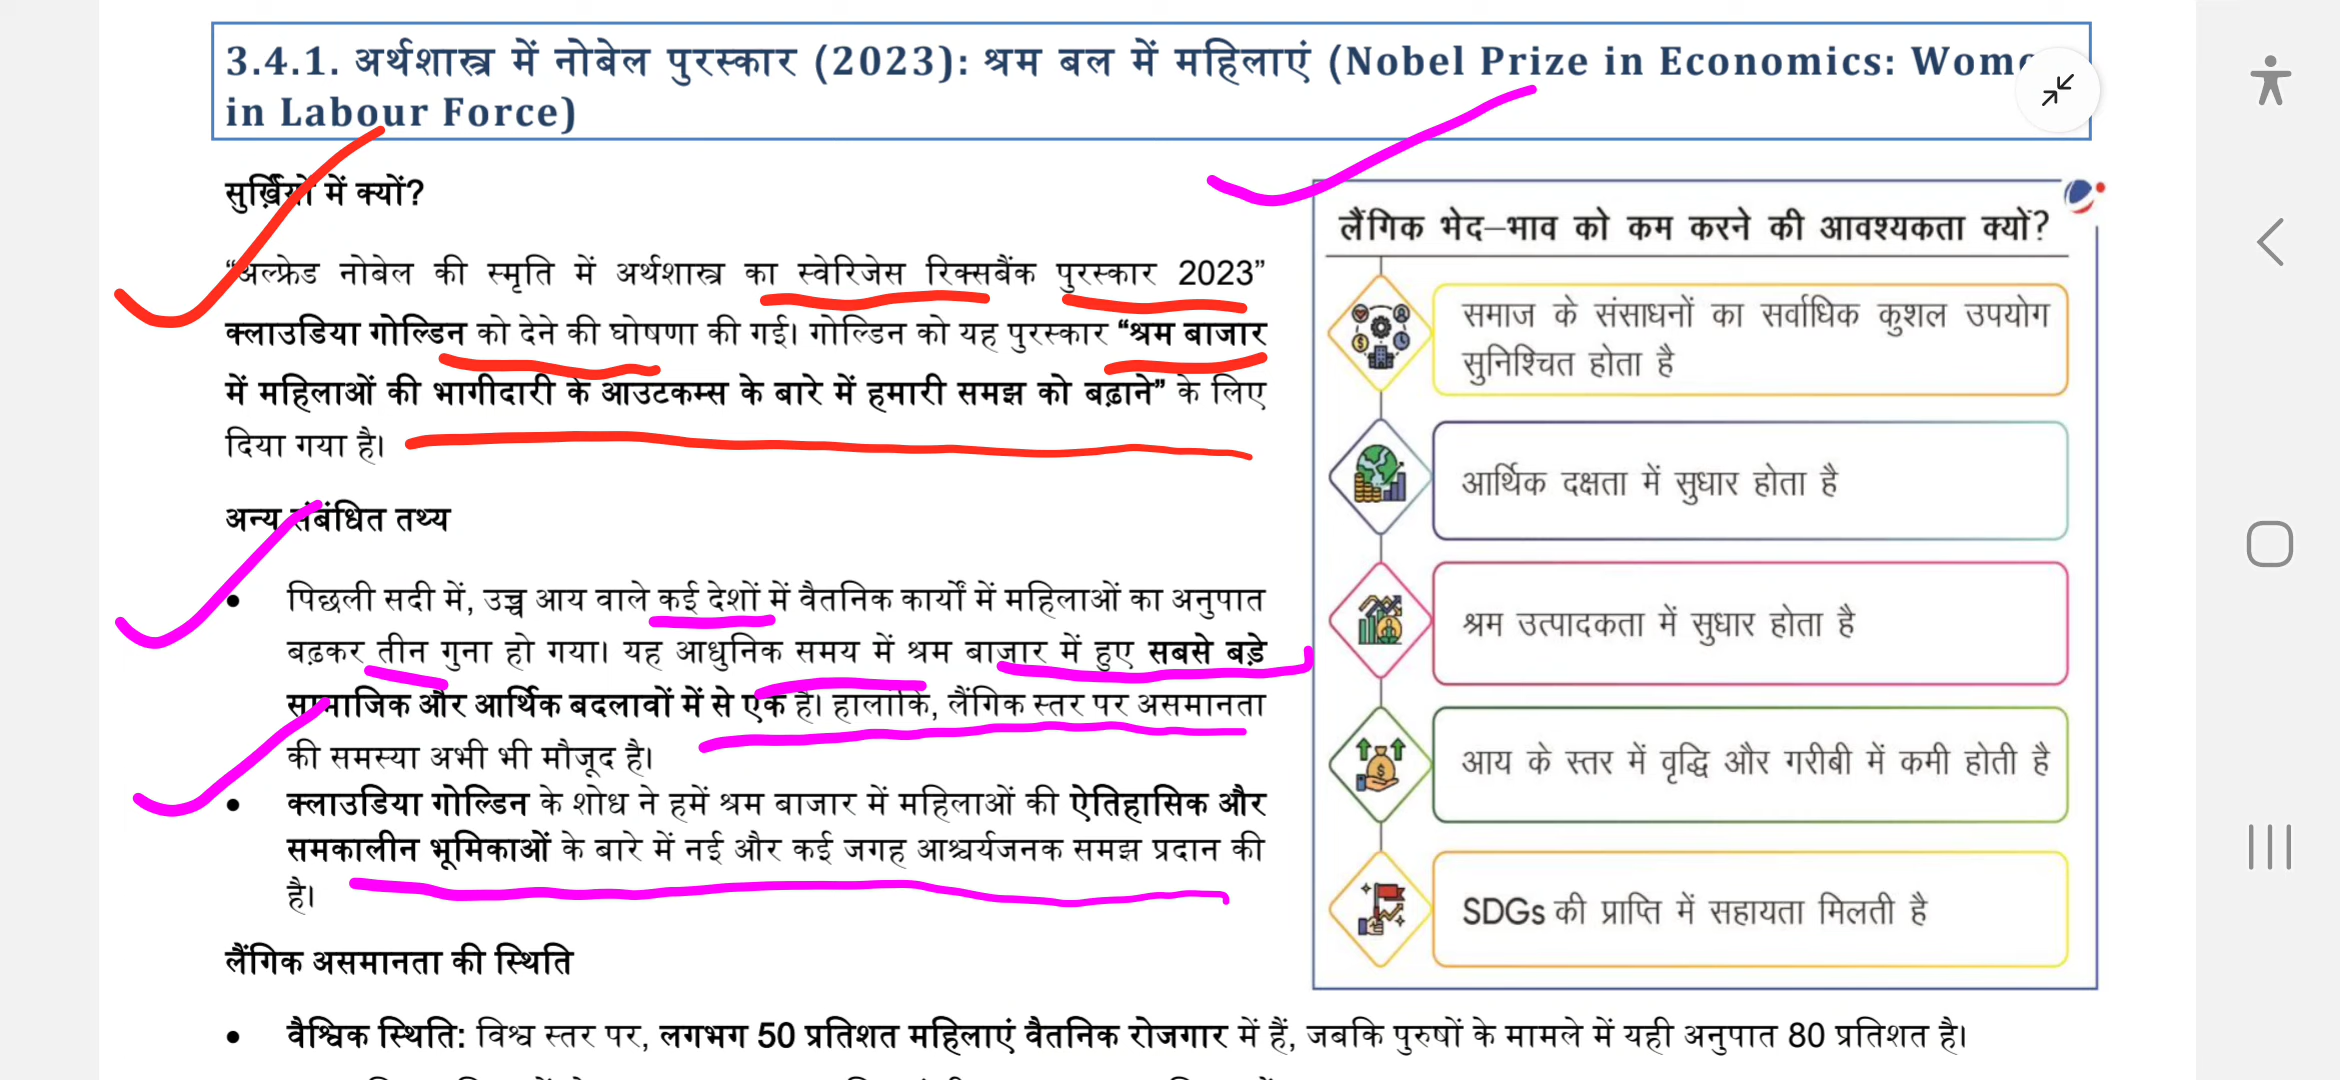 3.4.1. अर्थशास्त्र में नोबेल पुरस्कार (2023): श्रम बल में महिलाएं (Nobel Prize in Economics:
in Labour Force)
सुर्ख़ियों में क्यों?
“अल्फ्रेड नोबेल की स्मृति में अर्थशास्त्र का स्वेरिजेस रिक्सबैंक पुरस्कार 2023”
क्लाउडिया गोल्डिन को देने की घोषणा की गई। गोल्डिन को यह पुरस्कार “श्रम बाजार
में महिलाओं की भागीदारी के आउटकम्स के बारे में हमारी समझ को बढ़ाने” के लिए
दिया गया है।
अन्य संबंधित तथ्य
• पिछली सदी में, उच्च आय वाले कई देशों में वैतनिक कार्यों में महिलाओं का अनुपात
बढ़कर तीन गुना हो गया। यह आधुनिक समय में श्रम बाजार में हुए सबसे बड़े
सामाजिक और आर्थिक बदलावों में से एक है। हालांकि, लैंगिक स्तर पर असमानता
की समस्या अभी भी मौजूद है।
• क्लाउडिया गोल्डिन के शोध ने हमें श्रम बाजार में महिलाओं की ऐतिहासिक और
समकालीन भूमिकाओं के बारे में नई और कई जगह आश्चर्यजनक समझ प्रदान की
है।
लैंगिक भेद–भाव को कम करने की आवश्यकता क्यों?
समाज के संसाधनों का सर्वाधिक कुशल उपयोग
सुनिश्चित होता है
आर्थिक दक्षता में सुधार होता है
श्रम उत्पादकता में सुधार होता है
आय के स्तर में वृद्धि और गरीबी में कमी होती है
SDGs की प्राप्ति में सहायता मिलती है
लैंगिक असमानता की स्थिति
• वैश्विक स्थिति: विश्व स्तर पर, लगभग 50 प्रतिशत महिलाएं वैतनिक रोजगार में हैं, जबकि पुरुषों के मामले में यही अनुपात 80 प्रतिशत है।